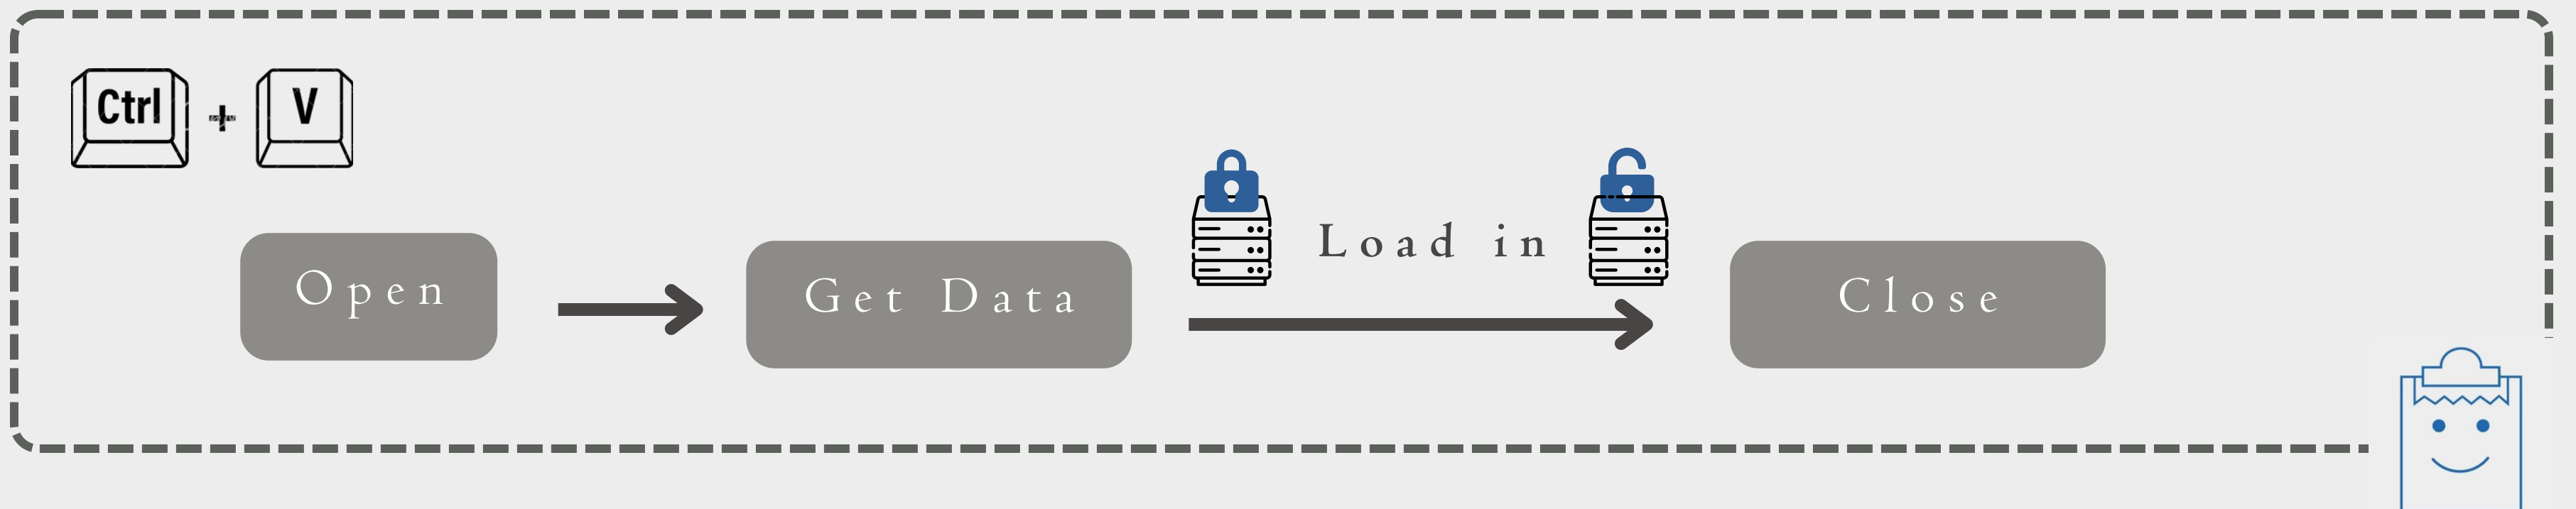 Ctrl + V
Load in
Open
Get Data
Close